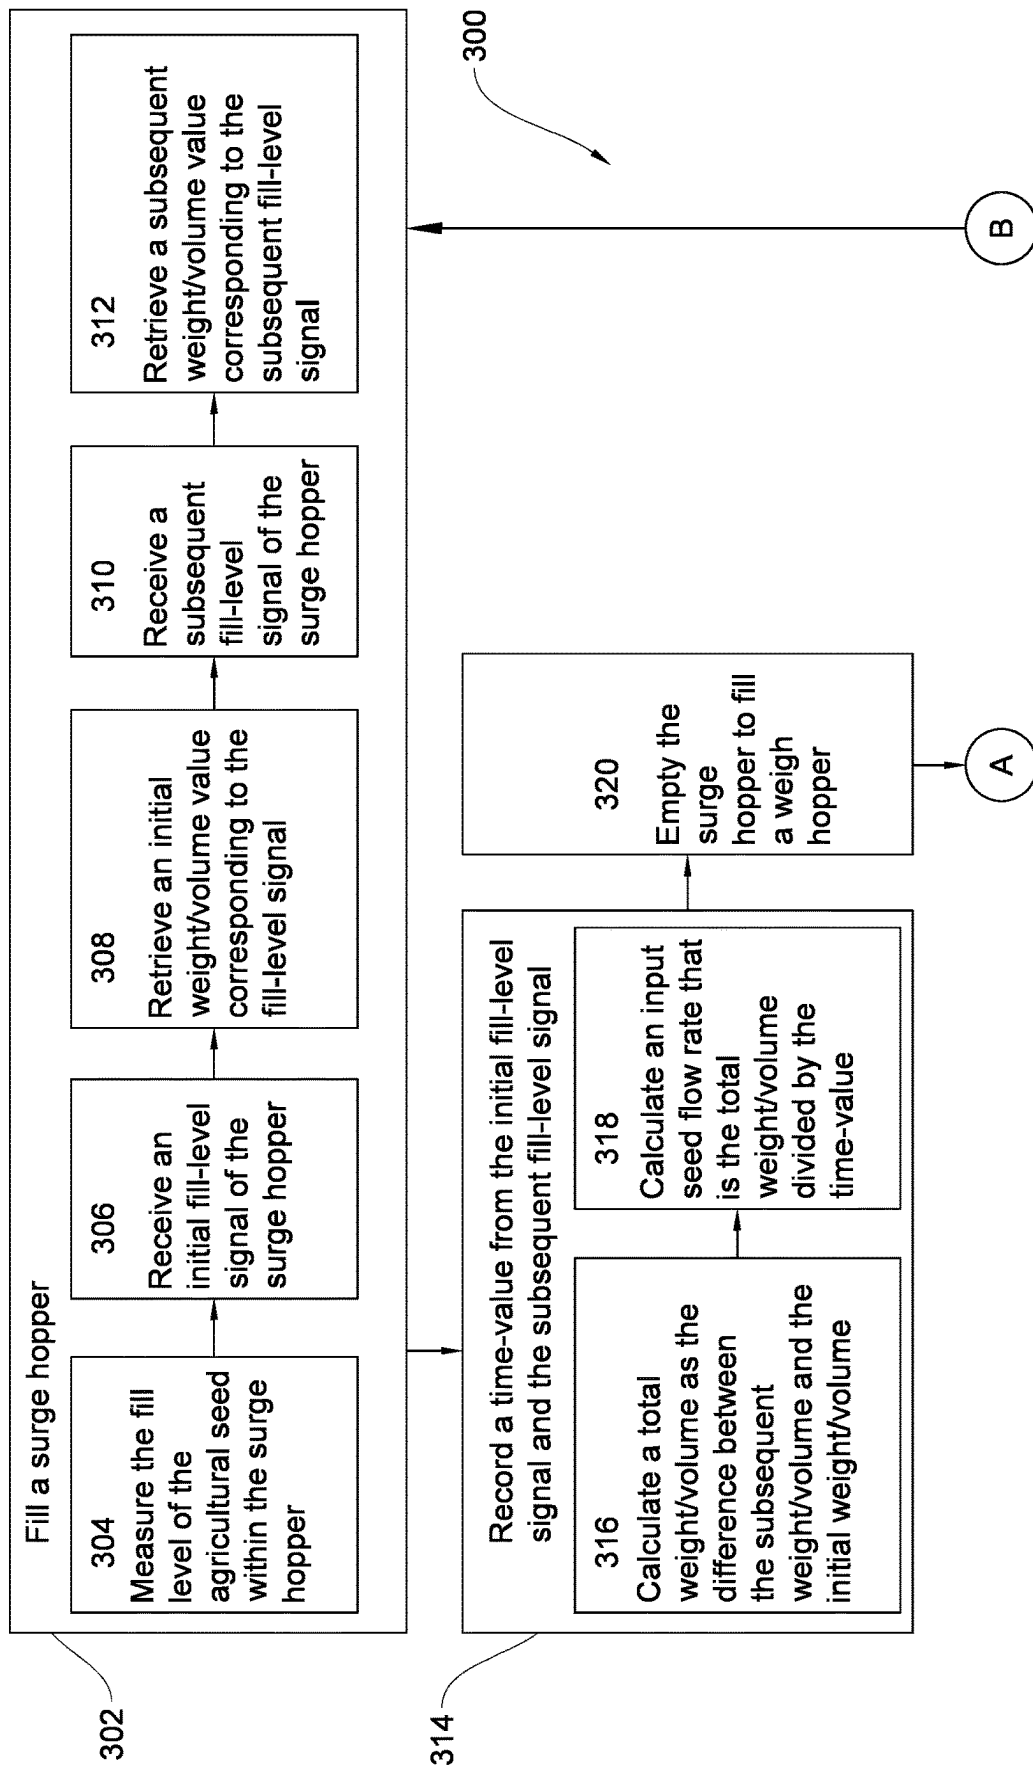 Fill a surge hopper
302
304
Measure the fill
level of the
agricultural seed
within the surge
hopper
306
Receive an
initial fill-level
signal of the
surge hopper
308
Retrieve an initial
weight/volume value
corresponding to the
fill-level signal
310
Receive a
subsequent
fill-level
signal of the
surge hopper
312
Retrieve a subsequent
weight/volume value
corresponding to the
subsequent fill-level
signal
314
Record a time-value from the initial fill-level
signal and the subsequent fill-level signal
316
Calculate a total
weight/volume as the
difference between
the subsequent
weight/volume and the
initial weight/volume
318
Calculate an input
seed flow rate that
is the total
weight/volume
divided by the
time-value
320
Empty the
surge
hopper to fill
a weigh
hopper
300
A
B